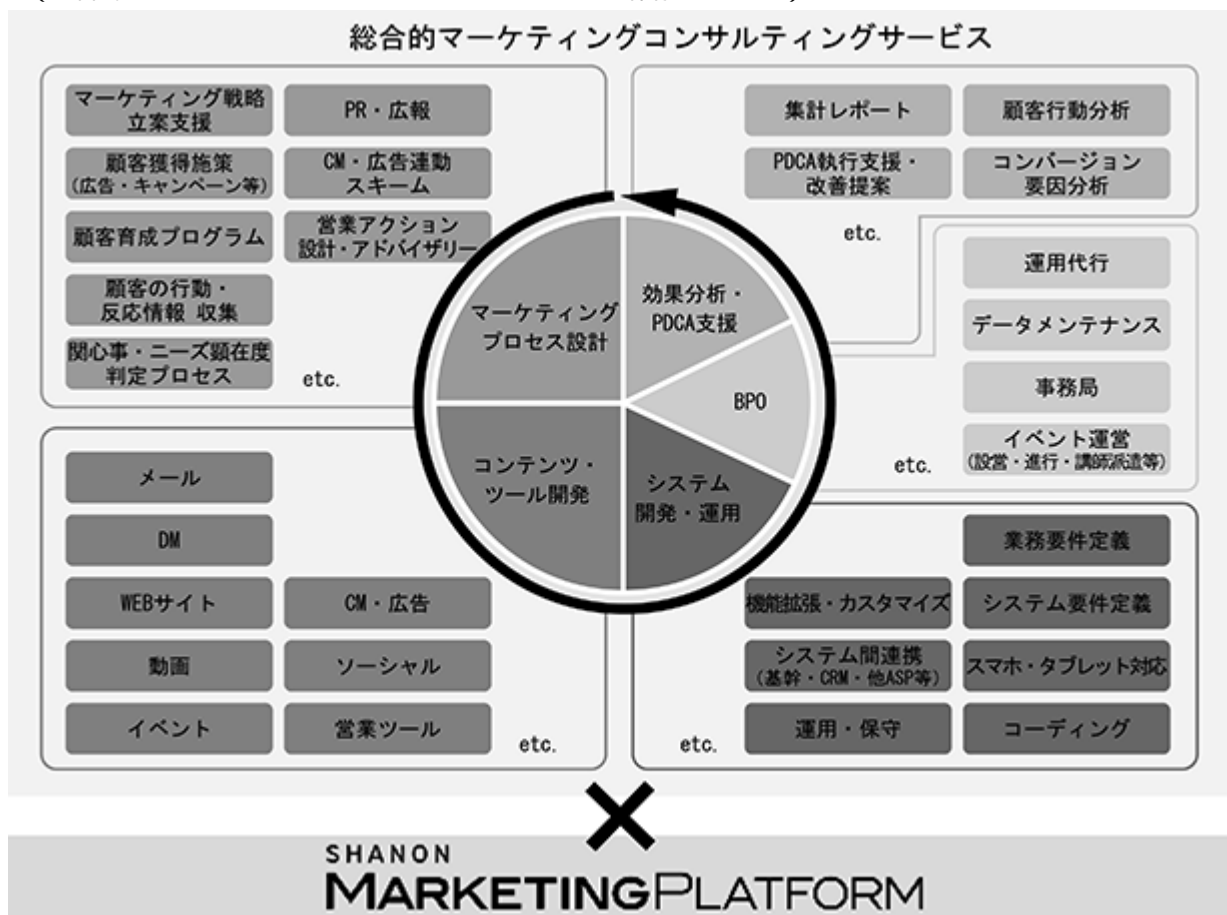 総合的マーケティングコンサルティングサービス
マーケティング戦略
立案支援
PR・広報
顧客獲得施策
(広告・キャンペーン等)
CM・広告連動
スキーム
顧客育成プログラム
営業アクション
設計・アドバイザリー
顧客の行動・
反応情報 収集
関心事・ニーズ顕在度
判定プロセス
etc.
集計レポート
顧客行動分析
PDCA執行支援・
改善提案
コンバージョン
要因分析
etc.
運用代行
データメンテナンス
事務局
イベント運営
(設営・進行・講師派遣等)
etc.
マーケティング
プロセス設計
効果分析・
PDCA支援
BPO
コンテンツ・
ツール開発
システム
開発・運用
メール
DM
WEBサイト
CM・広告
動画
ソーシャル
イベント
営業ツール
etc.
業務要件定義
機能拡張・カスタマイズ
システム要件定義
システム間連携
(基幹・CRM・他ASP等)
スマホ・タブレット対応
運用・保守
コーディング
etc.
SHANON
MARKETINGPLATFORM